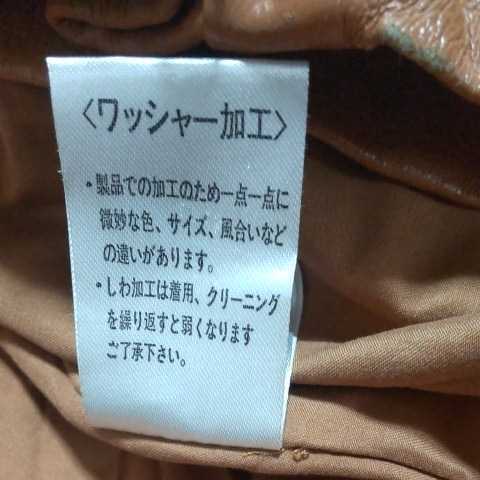 〈ワッシャー加工〉
・製品での加工のため一点一点に
微妙な色、サイズ、風合いなど
の違いがあります。
・しわ加工は着用、クリーニング
を繰り返すと弱くなります
ご了承下さい。